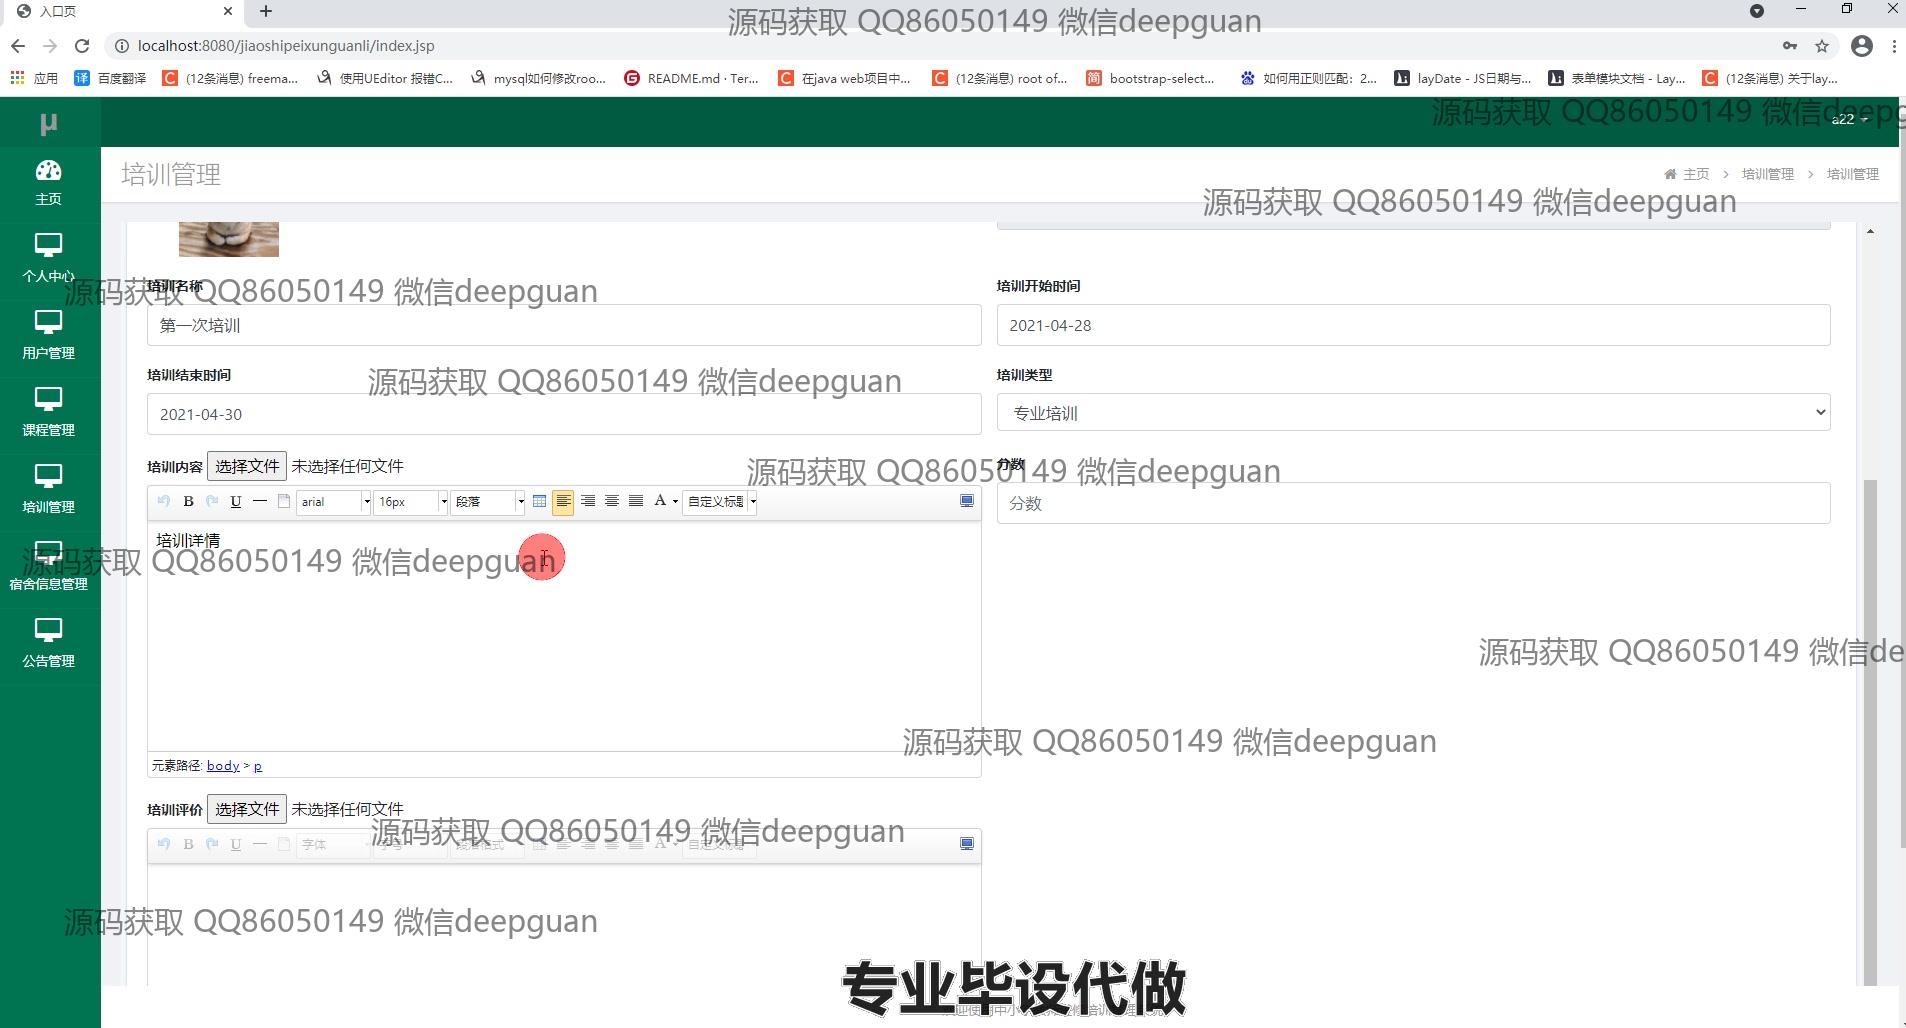 入口页
源码获取 QQ86050149 微信deepguan
localhost:8080/jiaoshipeixunguanli/index.jsp
应用 百度翻译 (12条消息) freema... 使用UEditor 报错C... mysql如何修改roo... README.md · Ter... 在java web项目中... (12条消息) root of... bootstrap-select... 如何用正则匹配：2... layDate - JS日期与... 表单模块文档 - Lay... (12条消息) 关于lay...
μ
源码获取 QQ86050149 微信deepg
a22
主页
培训管理
主页 > 培训管理 > 培训管理
源码获取 QQ86050149 微信deepguan
个人中心
培训名称
培训开始时间
源码获取 QQ86050149 微信deepguan
第一次培训
2021-04-28
用户管理
培训结束时间
培训类型
源码获取 QQ86050149 微信deepguan
2021-04-30
专业培训
课程管理
培训内容 选择文件 未选择任何文件
分数
源码获取 QQ86050149 微信deepguan
B U arial 16px 段落 A 自定义标题
分数
培训管理
培训详情
源码获取 QQ86050149 微信deepguan
宿舍信息管理
公告管理
源码获取 QQ86050149 微信de
源码获取 QQ86050149 微信deepguan
元素路径: body > p
培训评价 选择文件 未选择任何文件
源码获取 QQ86050149 微信deepguan
B U 字体 字号 段落格式 A 自定义标题
源码获取 QQ86050149 微信deepguan
专业毕设代做